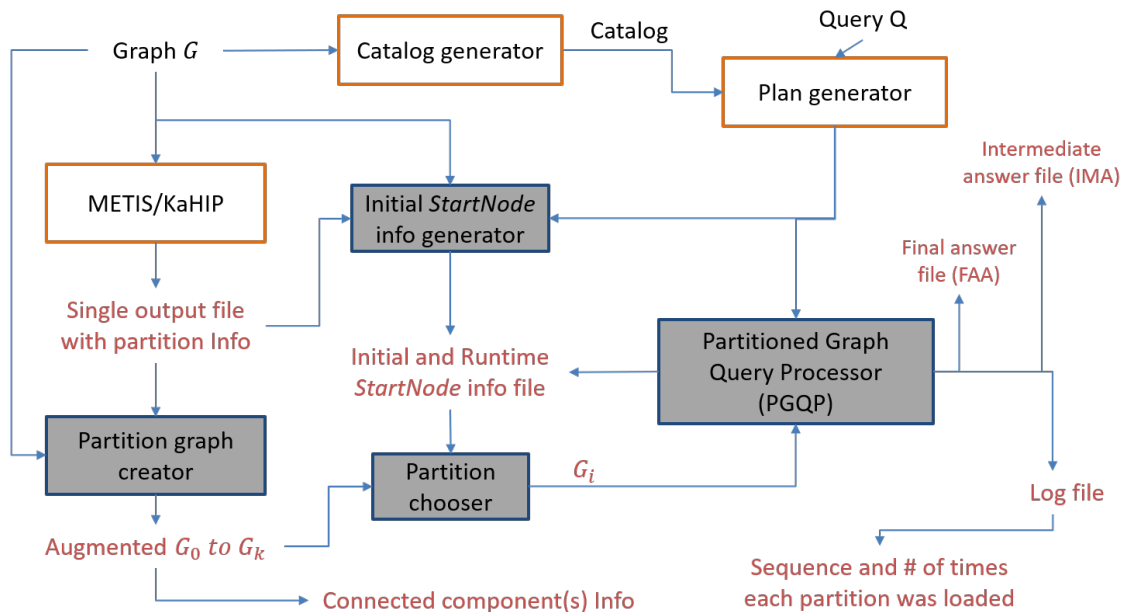 Query Q
Graph G
Catalog generator
Catalog
Plan generator
METIS/KaHIP
Initial StartNode
info generator
Intermediate
answer file (IMA)
Final answer
file (FAA)
Single output file
with partition Info
Initial and Runtime
StartNode info file
Partitioned Graph
Query Processor
(PGQP)
Partition graph
creator
Partition
chooser
G_i
Log file
Augmented G_0 to G_k
Connected component(s) Info
Sequence and # of times
each partition was loaded